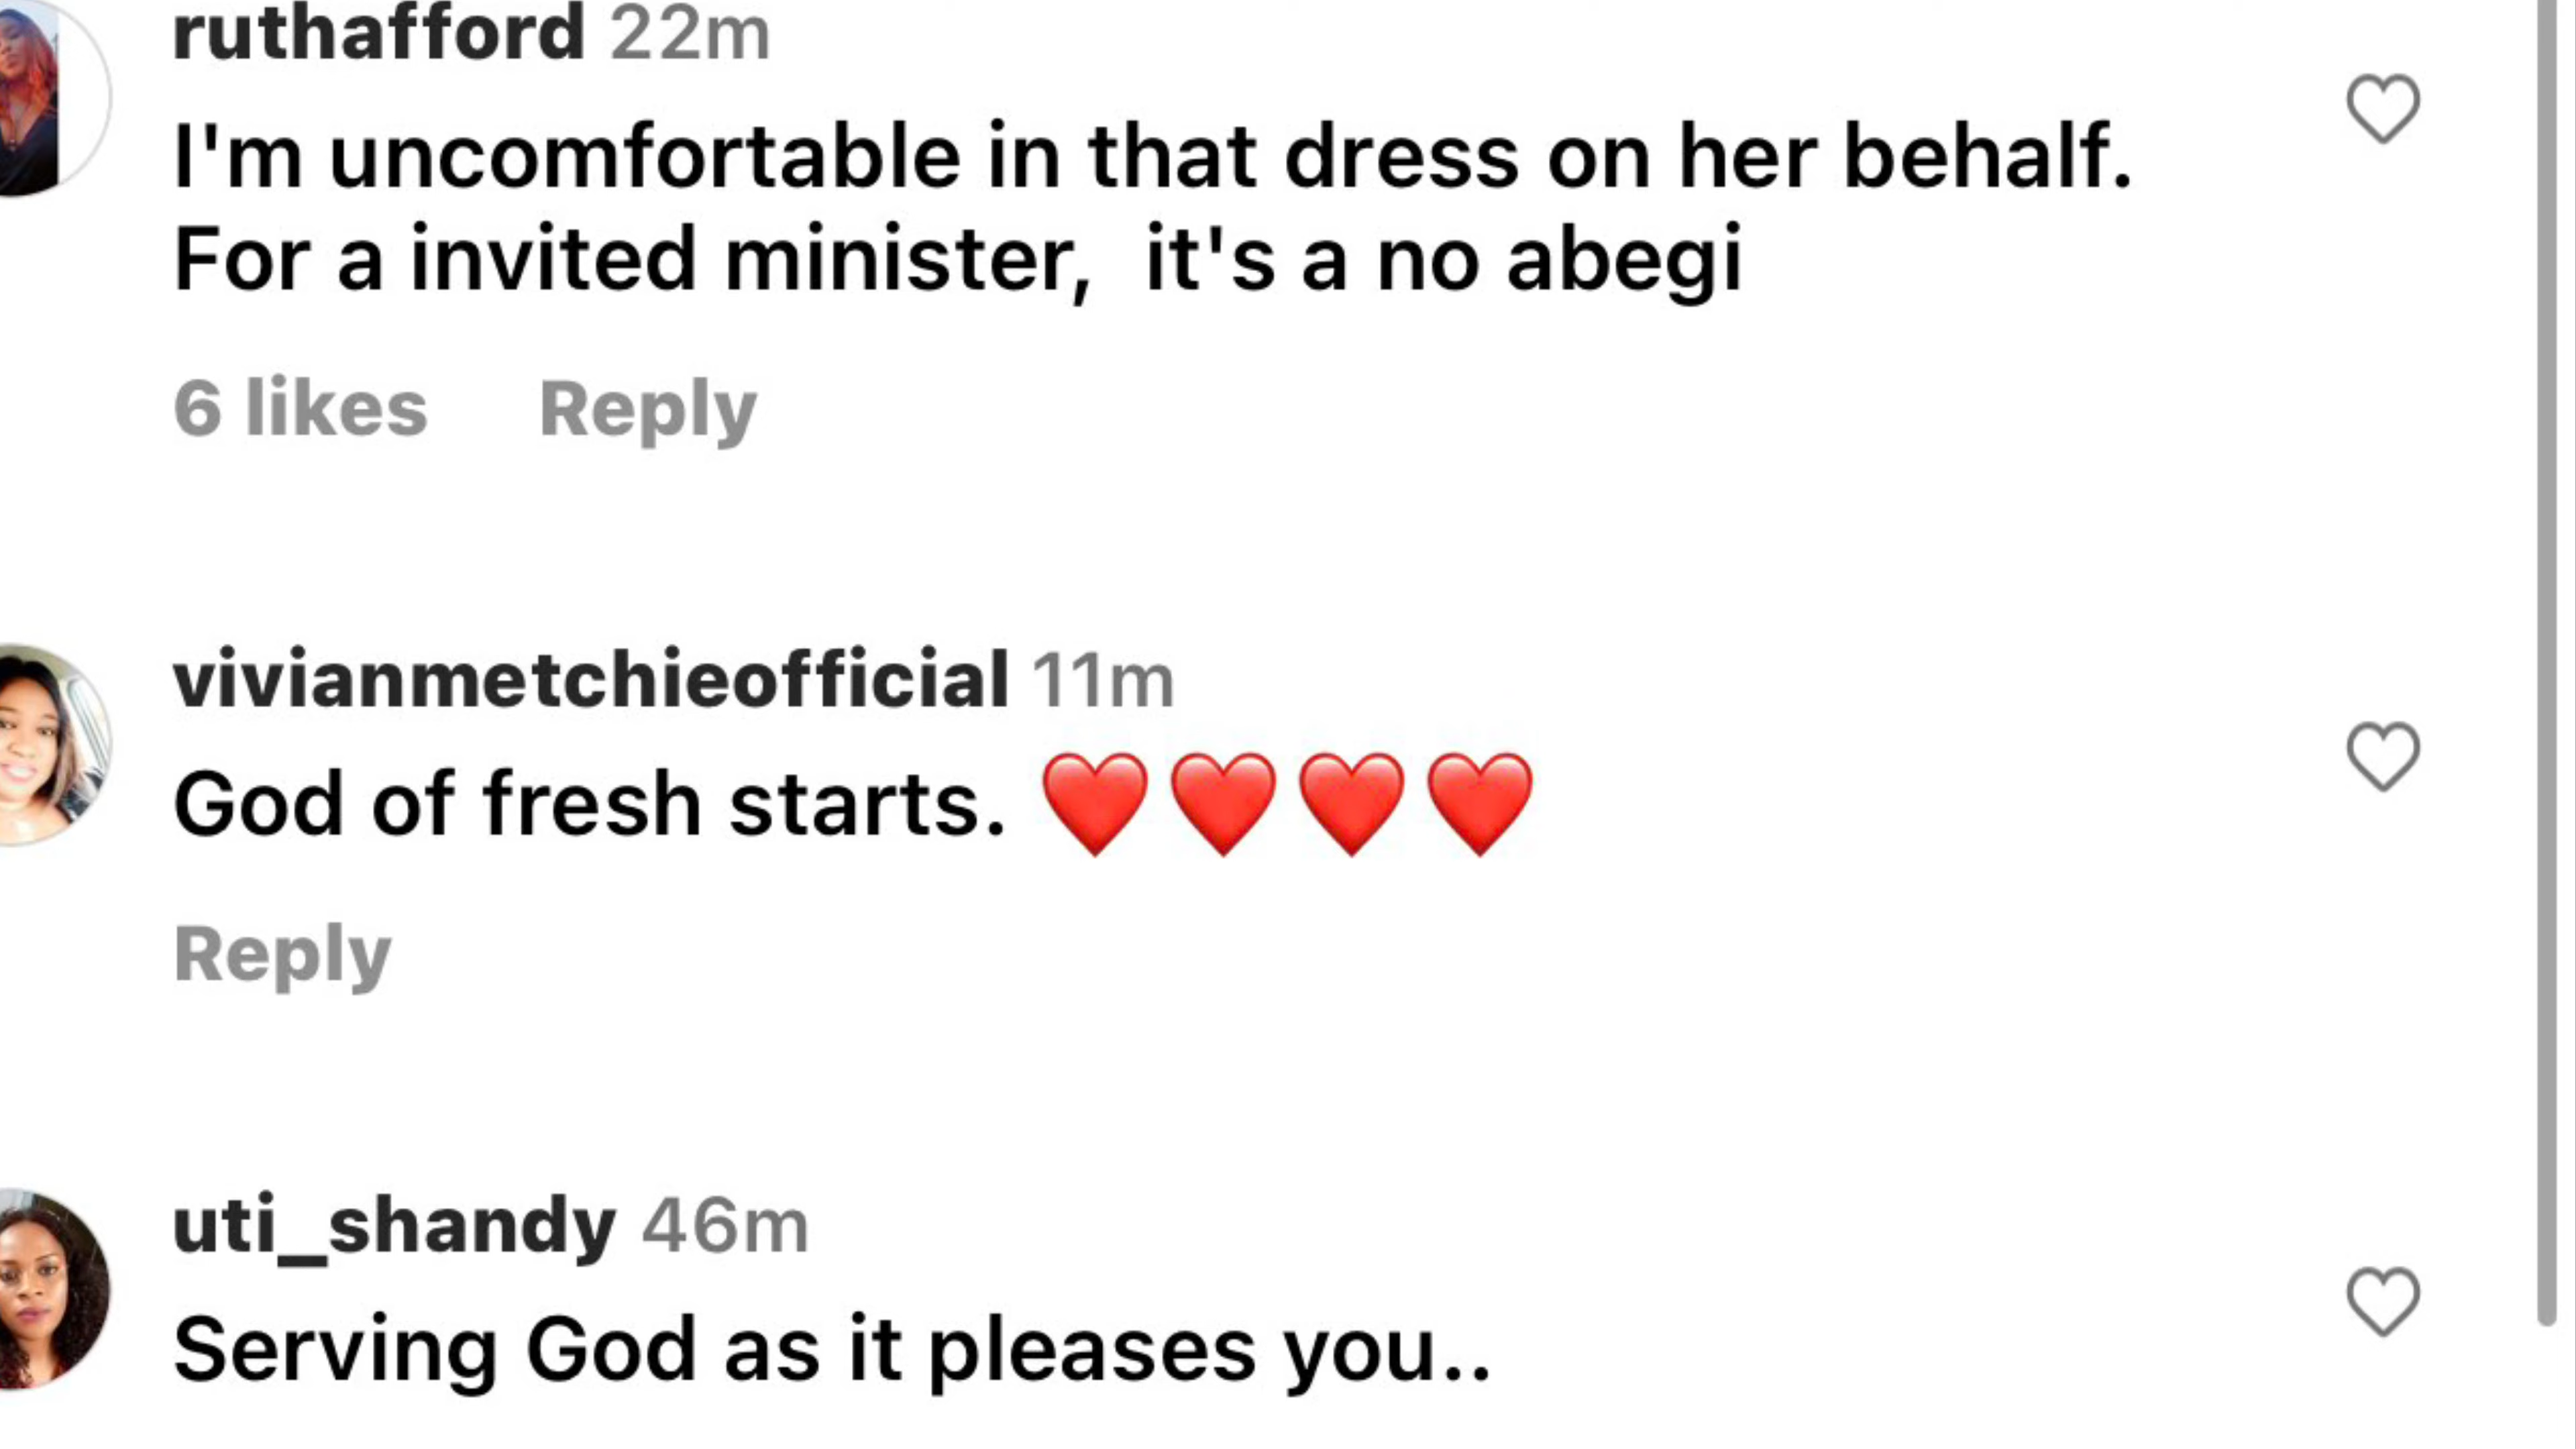 ruthafford 22m
I'm uncomfortable in that dress on her behalf.
For a invited minister,  it's a no abegi
6 likes Reply
vivianmetchieofficial 11m
God of fresh starts. ❤️❤️❤️❤️
Reply
uti_shandy 46m
Serving God as it pleases you..